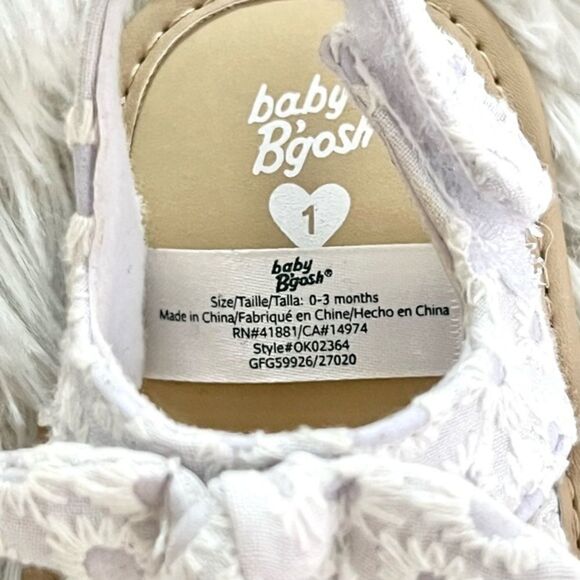 baby
B'gosh
1
baby
B'gosh®
Size/Taille/Talla: 0-3 months
Made in China/Fabriqué en Chine/Hecho en China
RN#41881/CA#14974
Style#OK02364
GFG59926/27020